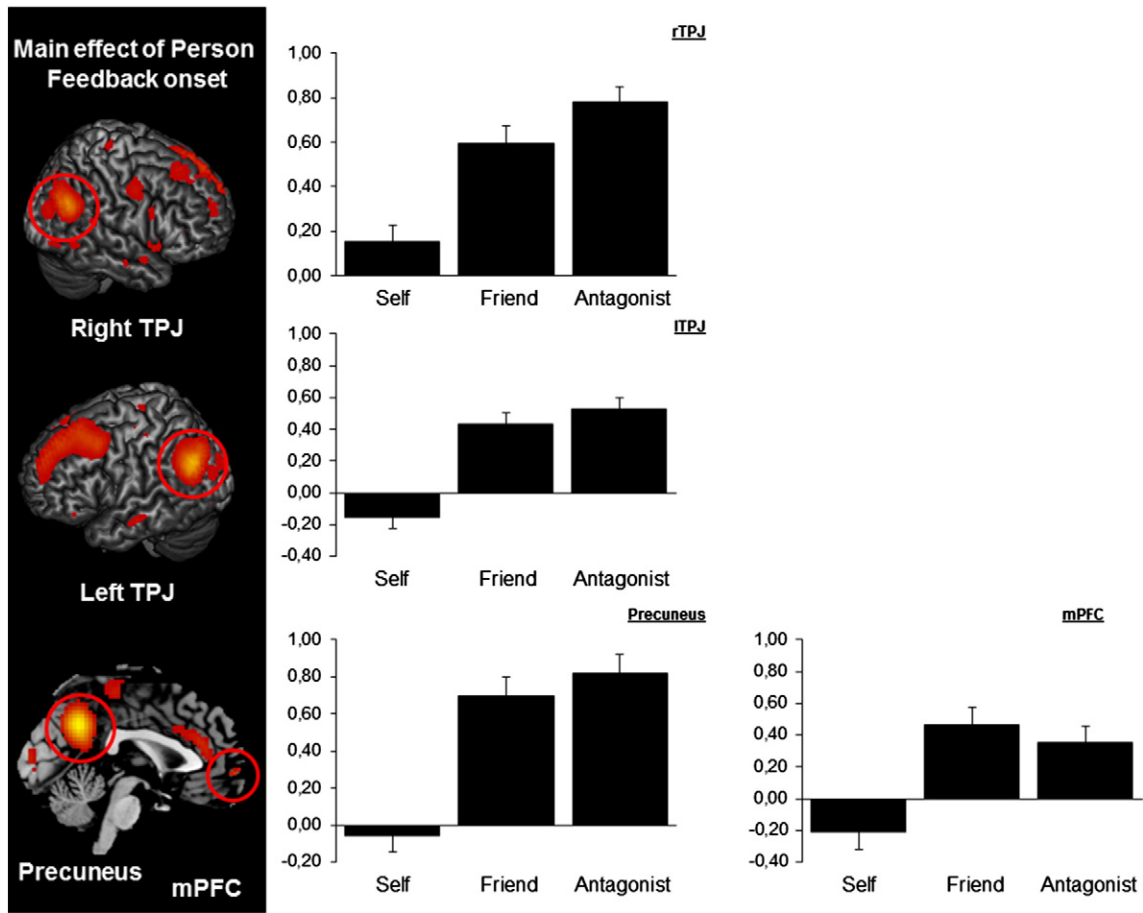 Main effect of Person
Feedback onset
Right TPJ
Left TPJ
Precuneus
mPFC
rTPJ
1,00
0,80
0,60
0,40
0,20
0,00
Self Friend Antagonist
lTPJ
1,00
0,80
0,60
0,40
0,20
0,00
-0,20
-0,40
Self Friend Antagonist
Precuneus
1,00
0,80
0,60
0,40
0,20
0,00
-0,20
Self Friend Antagonist
mPFC
1,00
0,80
0,60
0,40
0,20
0,00
-0,20
-0,40
Self Friend Antagonist